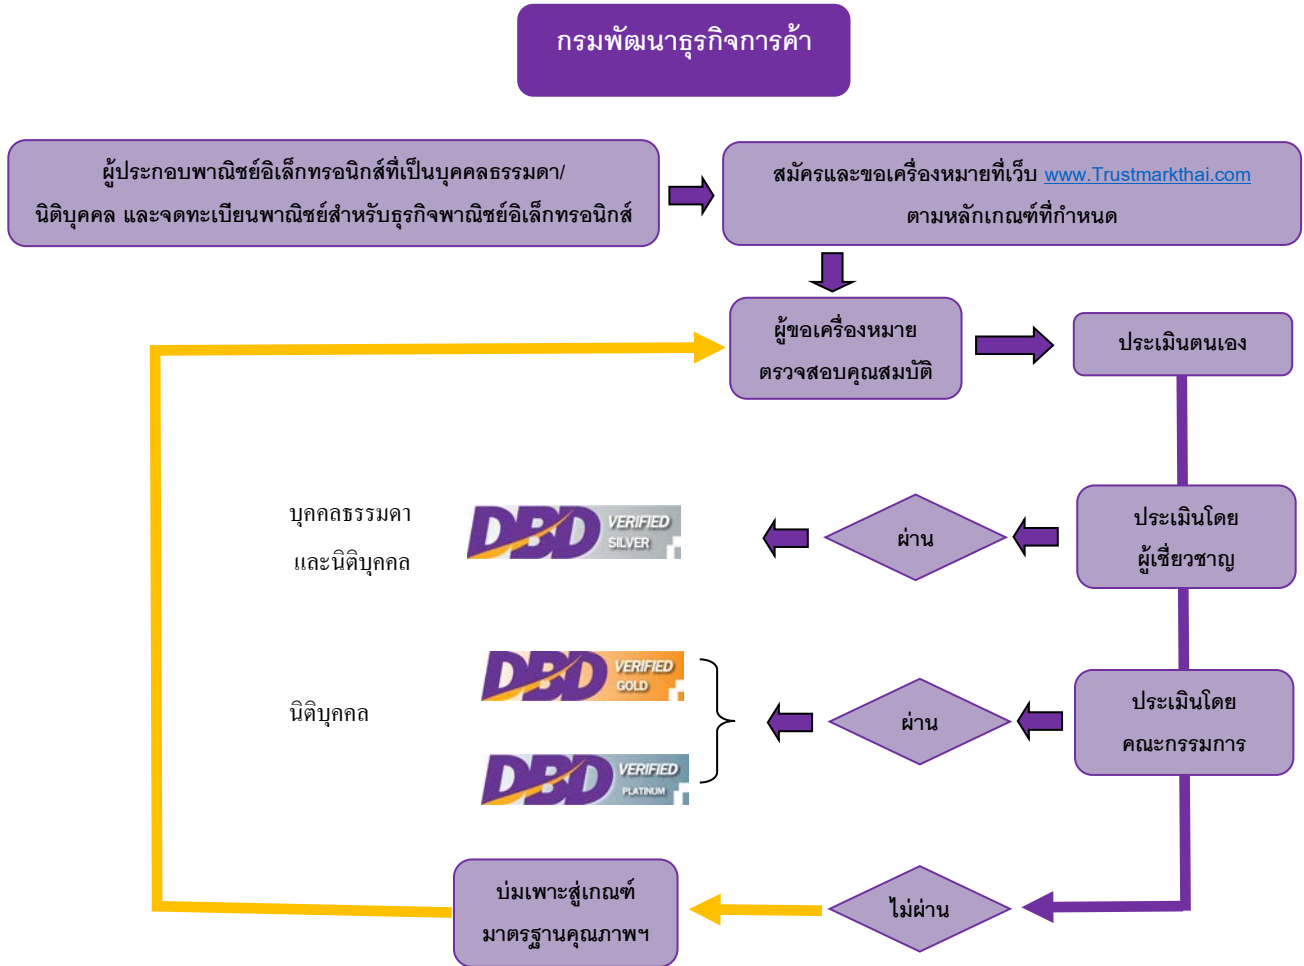 กรมพัฒนาธุรกิจการค้า
ผู้ประกอบพาณิชย์อิเล็กทรอนิกส์ที่เป็นบุคคลธรรมดา/
นิติบุคคล และจดทะเบียนพาณิชย์สำหรับธุรกิจพาณิชย์อิเล็กทรอนิกส์
สมัครและขอเครื่องหมายที่เว็บ www.Trustmarkthai.com
ตามหลักเกณฑ์ที่กำหนด
ผู้ขอเครื่องหมาย
ตรวจสอบคุณสมบัติ
ประเมินตนเอง
บุคคลธรรมดา
และนิติบุคคล
DBD VERIFIED
SILVER
ผ่าน
ประเมินโดย
ผู้เชี่ยวชาญ
นิติบุคคล
DBD VERIFIED
GOLD
DBD VERIFIED
PLATINUM
ผ่าน
ประเมินโดย
คณะกรรมการ
บ่มเพาะสู่เกณฑ์
มาตรฐานคุณภาพฯ
ไม่ผ่าน